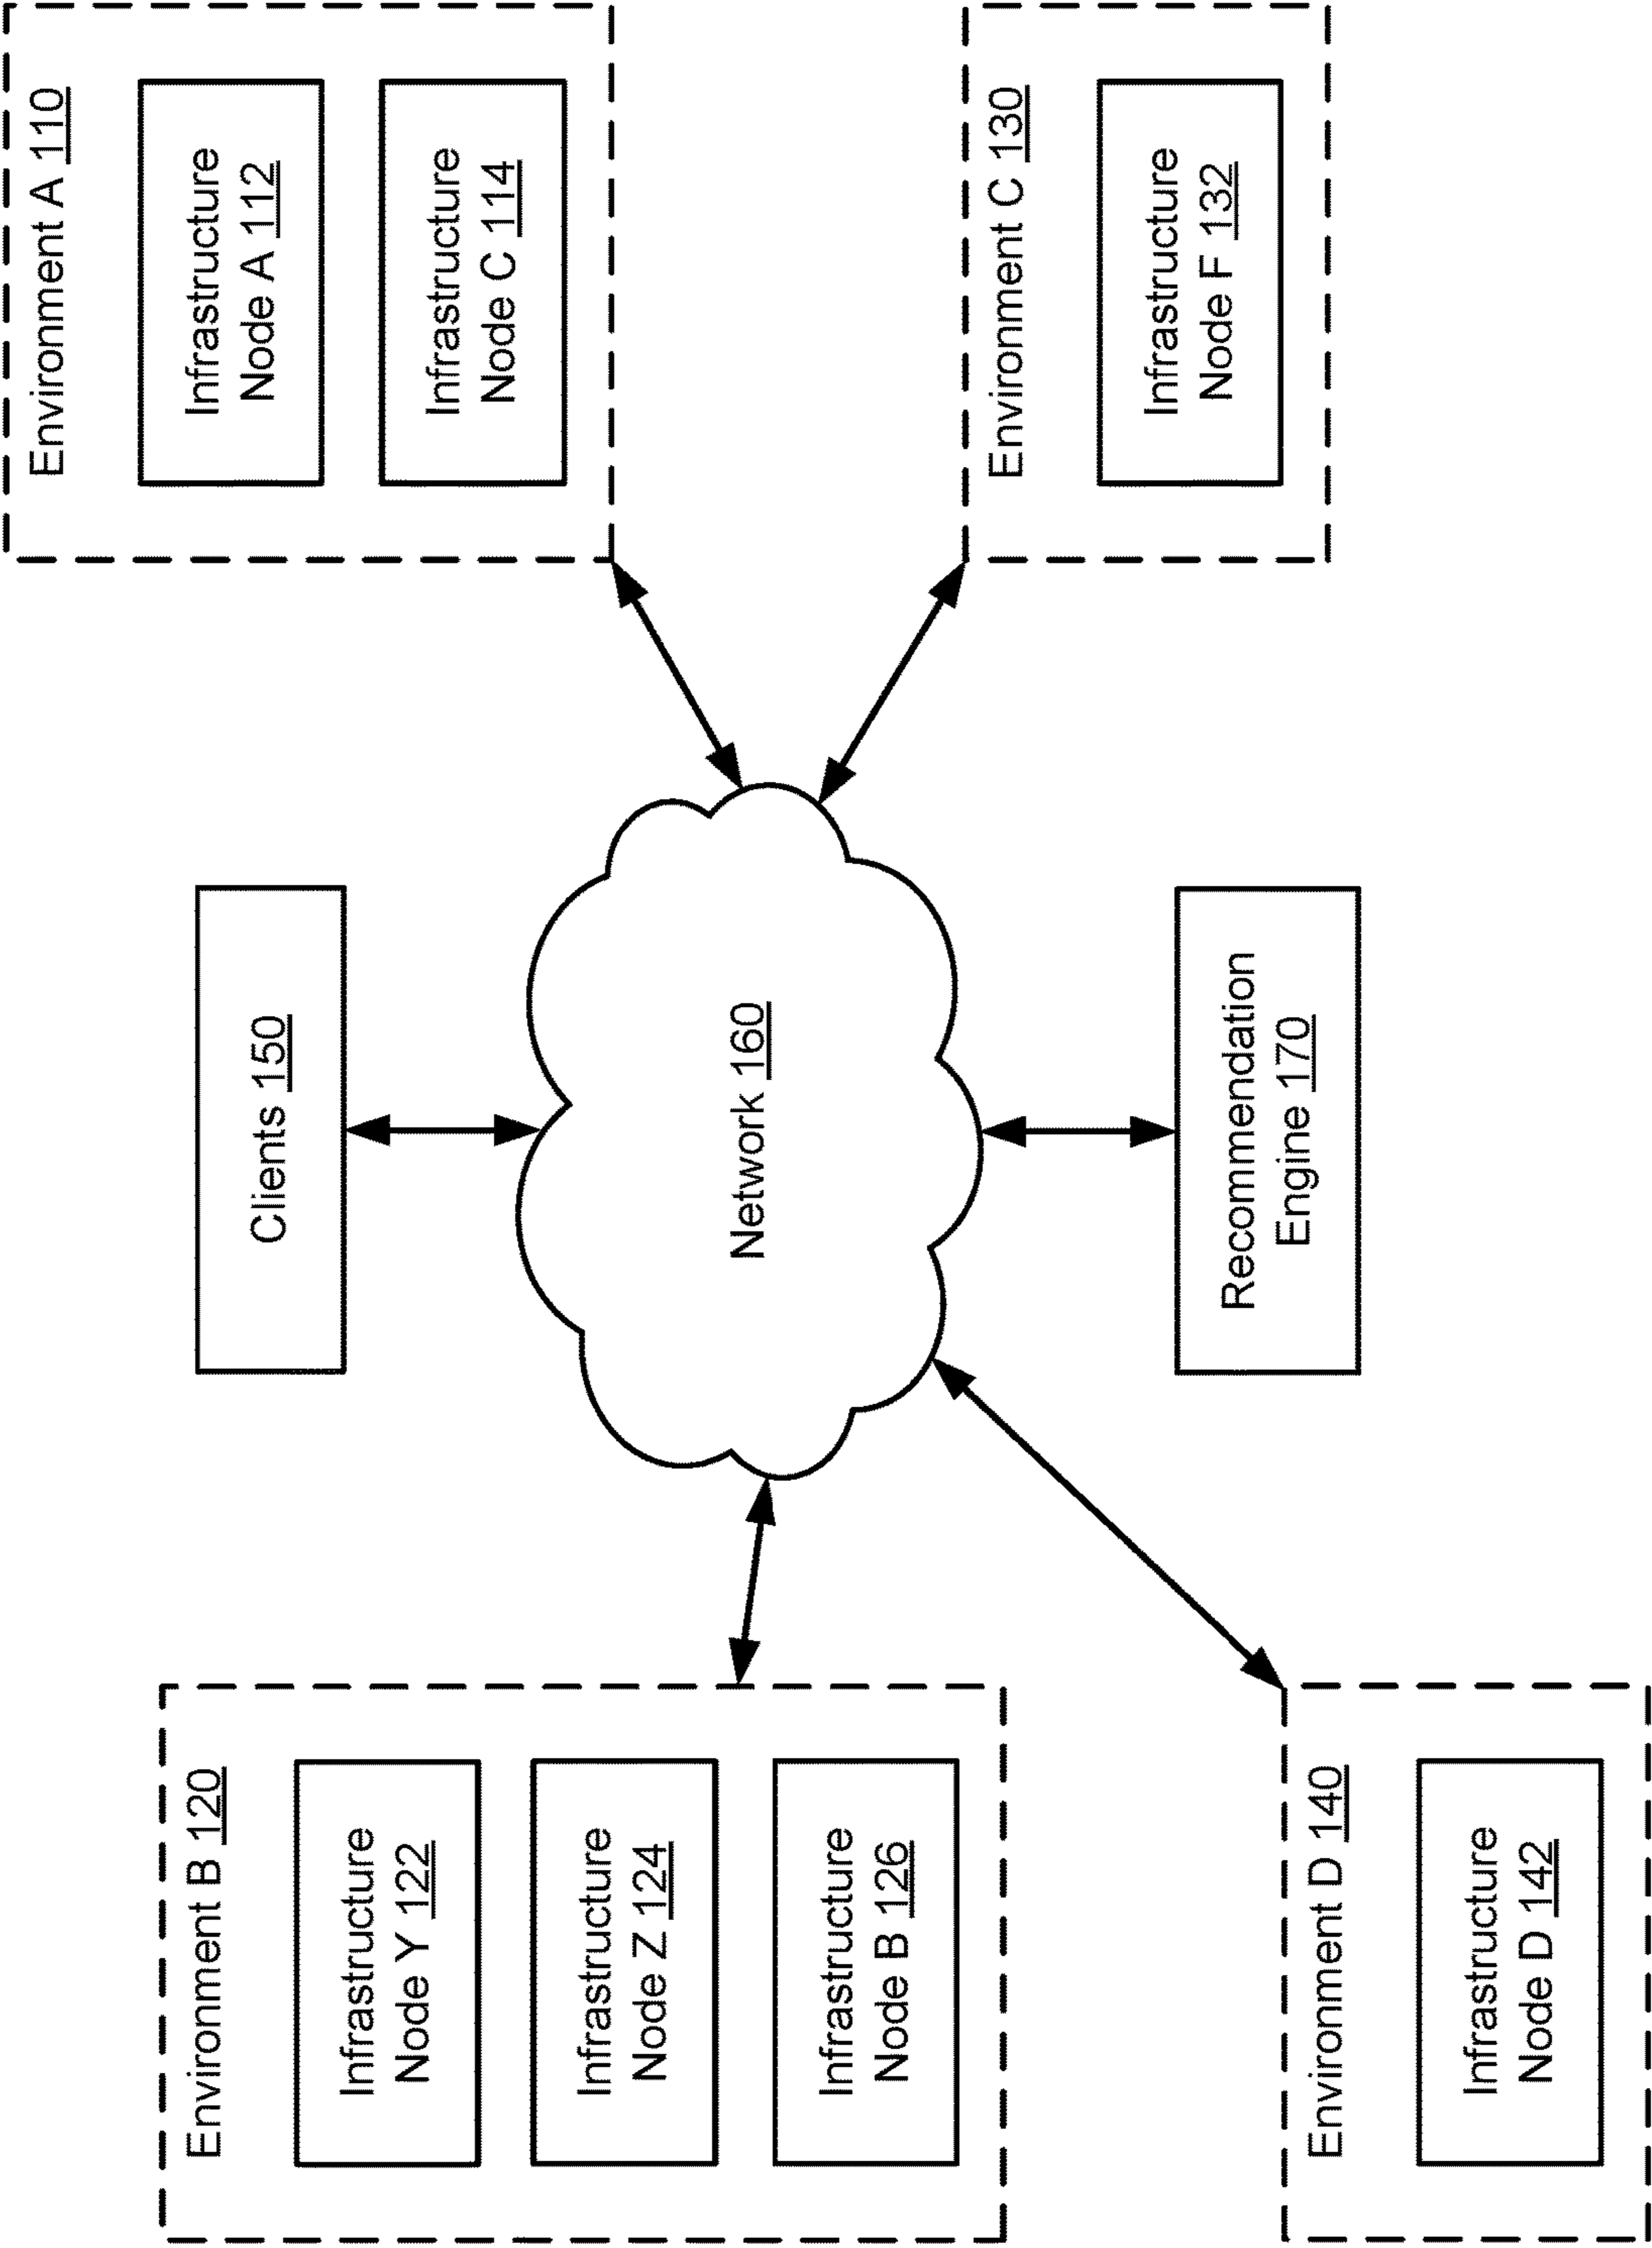 Environment B 120
Infrastructure
Node Y 122
Infrastructure
Node Z 124
Infrastructure
Node B 126
Clients 150
Environment A 110
Infrastructure
Node A 112
Infrastructure
Node C 114
Network 160
Environment D 140
Infrastructure
Node D 142
Recommendation
Engine 170
Environment C 130
Infrastructure
Node F 132